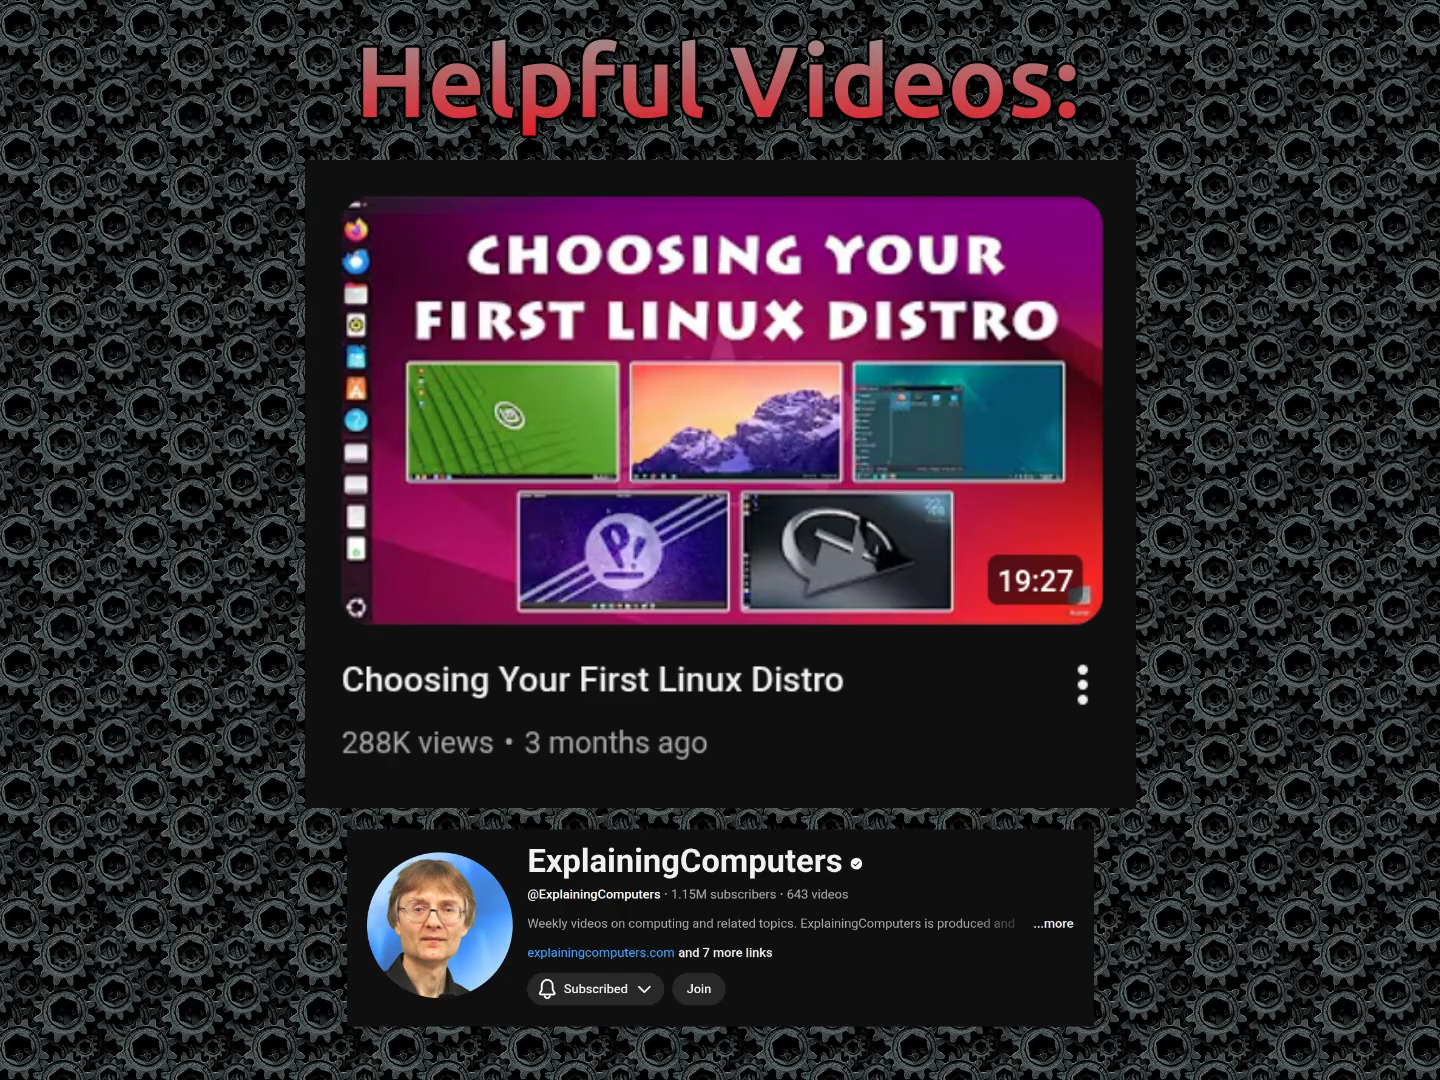 Helpful Videos:
CHOOSING YOUR
FIRST LINUX DISTRO
P!
19:27
Choosing Your First Linux Distro
288K views • 3 months ago
ExplainingComputers
@ExplainingComputers · 1.15M subscribers · 643 videos
Weekly videos on computing and related topics. ExplainingComputers is produced and ...more
explainingcomputers.com and 7 more links
Subscribed
Join